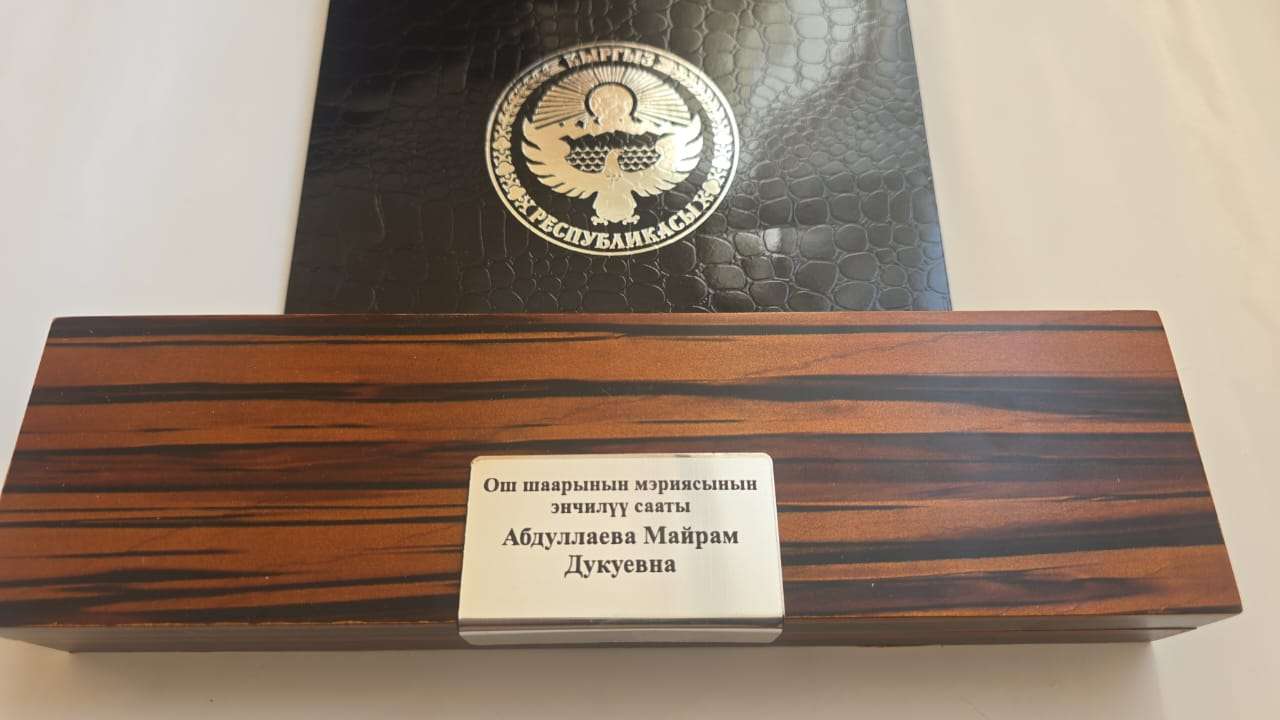 КЫРГЫЗ
РЕСПУБЛИКАСЫ
Ош шаарынын мэриясынын
энчилүү сааты
Абдуллаева Майрам
Дукуевна